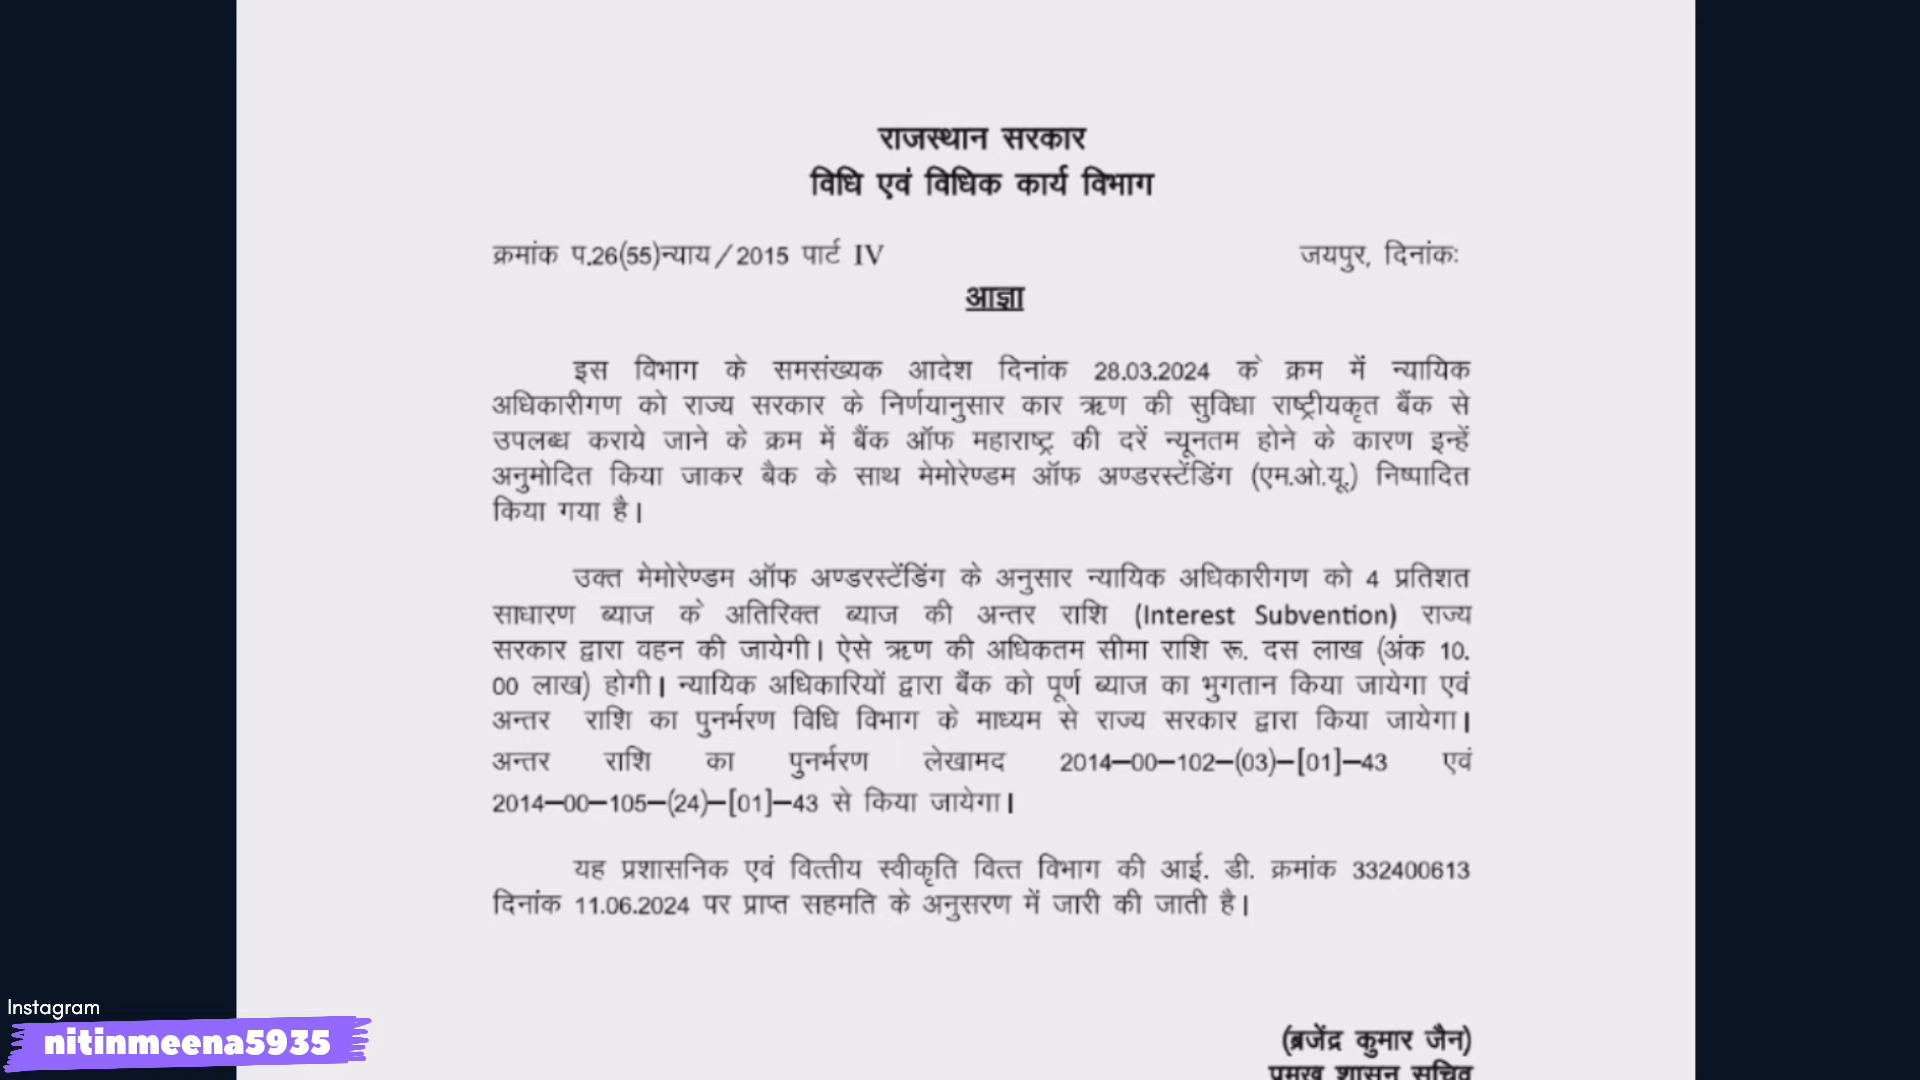 राजस्थान सरकार
विधि एवं विधिक कार्य विभाग
क्रमांक प.26(55)न्याय/2015 पार्ट IV जयपुर, दिनांकः
आज्ञा
इस विभाग के समसंख्यक आदेश दिनांक 28.03.2024 के क्रम में न्यायिक
अधिकारीगण को राज्य सरकार के निर्णयानुसार कार ऋण की सुविधा राष्ट्रीयकृत बैंक से
उपलब्ध कराये जाने के क्रम में बैंक ऑफ महाराष्ट्र की दरें न्यूनतम होने के कारण इन्हें
अनुमोदित किया जाकर बैक के साथ मेमोरेण्डम ऑफ अण्डरस्टेंडिंग (एम.ओ.यू.) निष्पादित
किया गया है।
उक्त मेमोरेण्डम ऑफ अण्डरस्टेंडिंग के अनुसार न्यायिक अधिकारीगण को 4 प्रतिशत
साधारण ब्याज के अतिरिक्त ब्याज की अन्तर राशि (Interest Subvention) राज्य
सरकार द्वारा वहन की जायेगी। ऐसे ऋण की अधिकतम सीमा राशि रू. दस लाख (अंक 10.
00 लाख) होगी। न्यायिक अधिकारियों द्वारा बैंक को पूर्ण ब्याज का भुगतान किया जायेगा एवं
अन्तर राशि का पुनर्भरण विधि विभाग के माध्यम से राज्य सरकार द्वारा किया जायेगा।
अन्तर राशि का पुनर्भरण लेखामद 2014–00–102–(03)–[01]–43 एवं
2014–00–105–(24)–[01]–43 से किया जायेगा।
यह प्रशासनिक एवं वित्तीय स्वीकृति वित्त विभाग की आई. डी. क्रमांक 332400613
दिनांक 11.06.2024 पर प्राप्त सहमति के अनुसरण में जारी की जाती है।
(ब्रजेंद्र कुमार जैन)
प्रमुख शासन सचिव
Instagram
nitinmeena5935